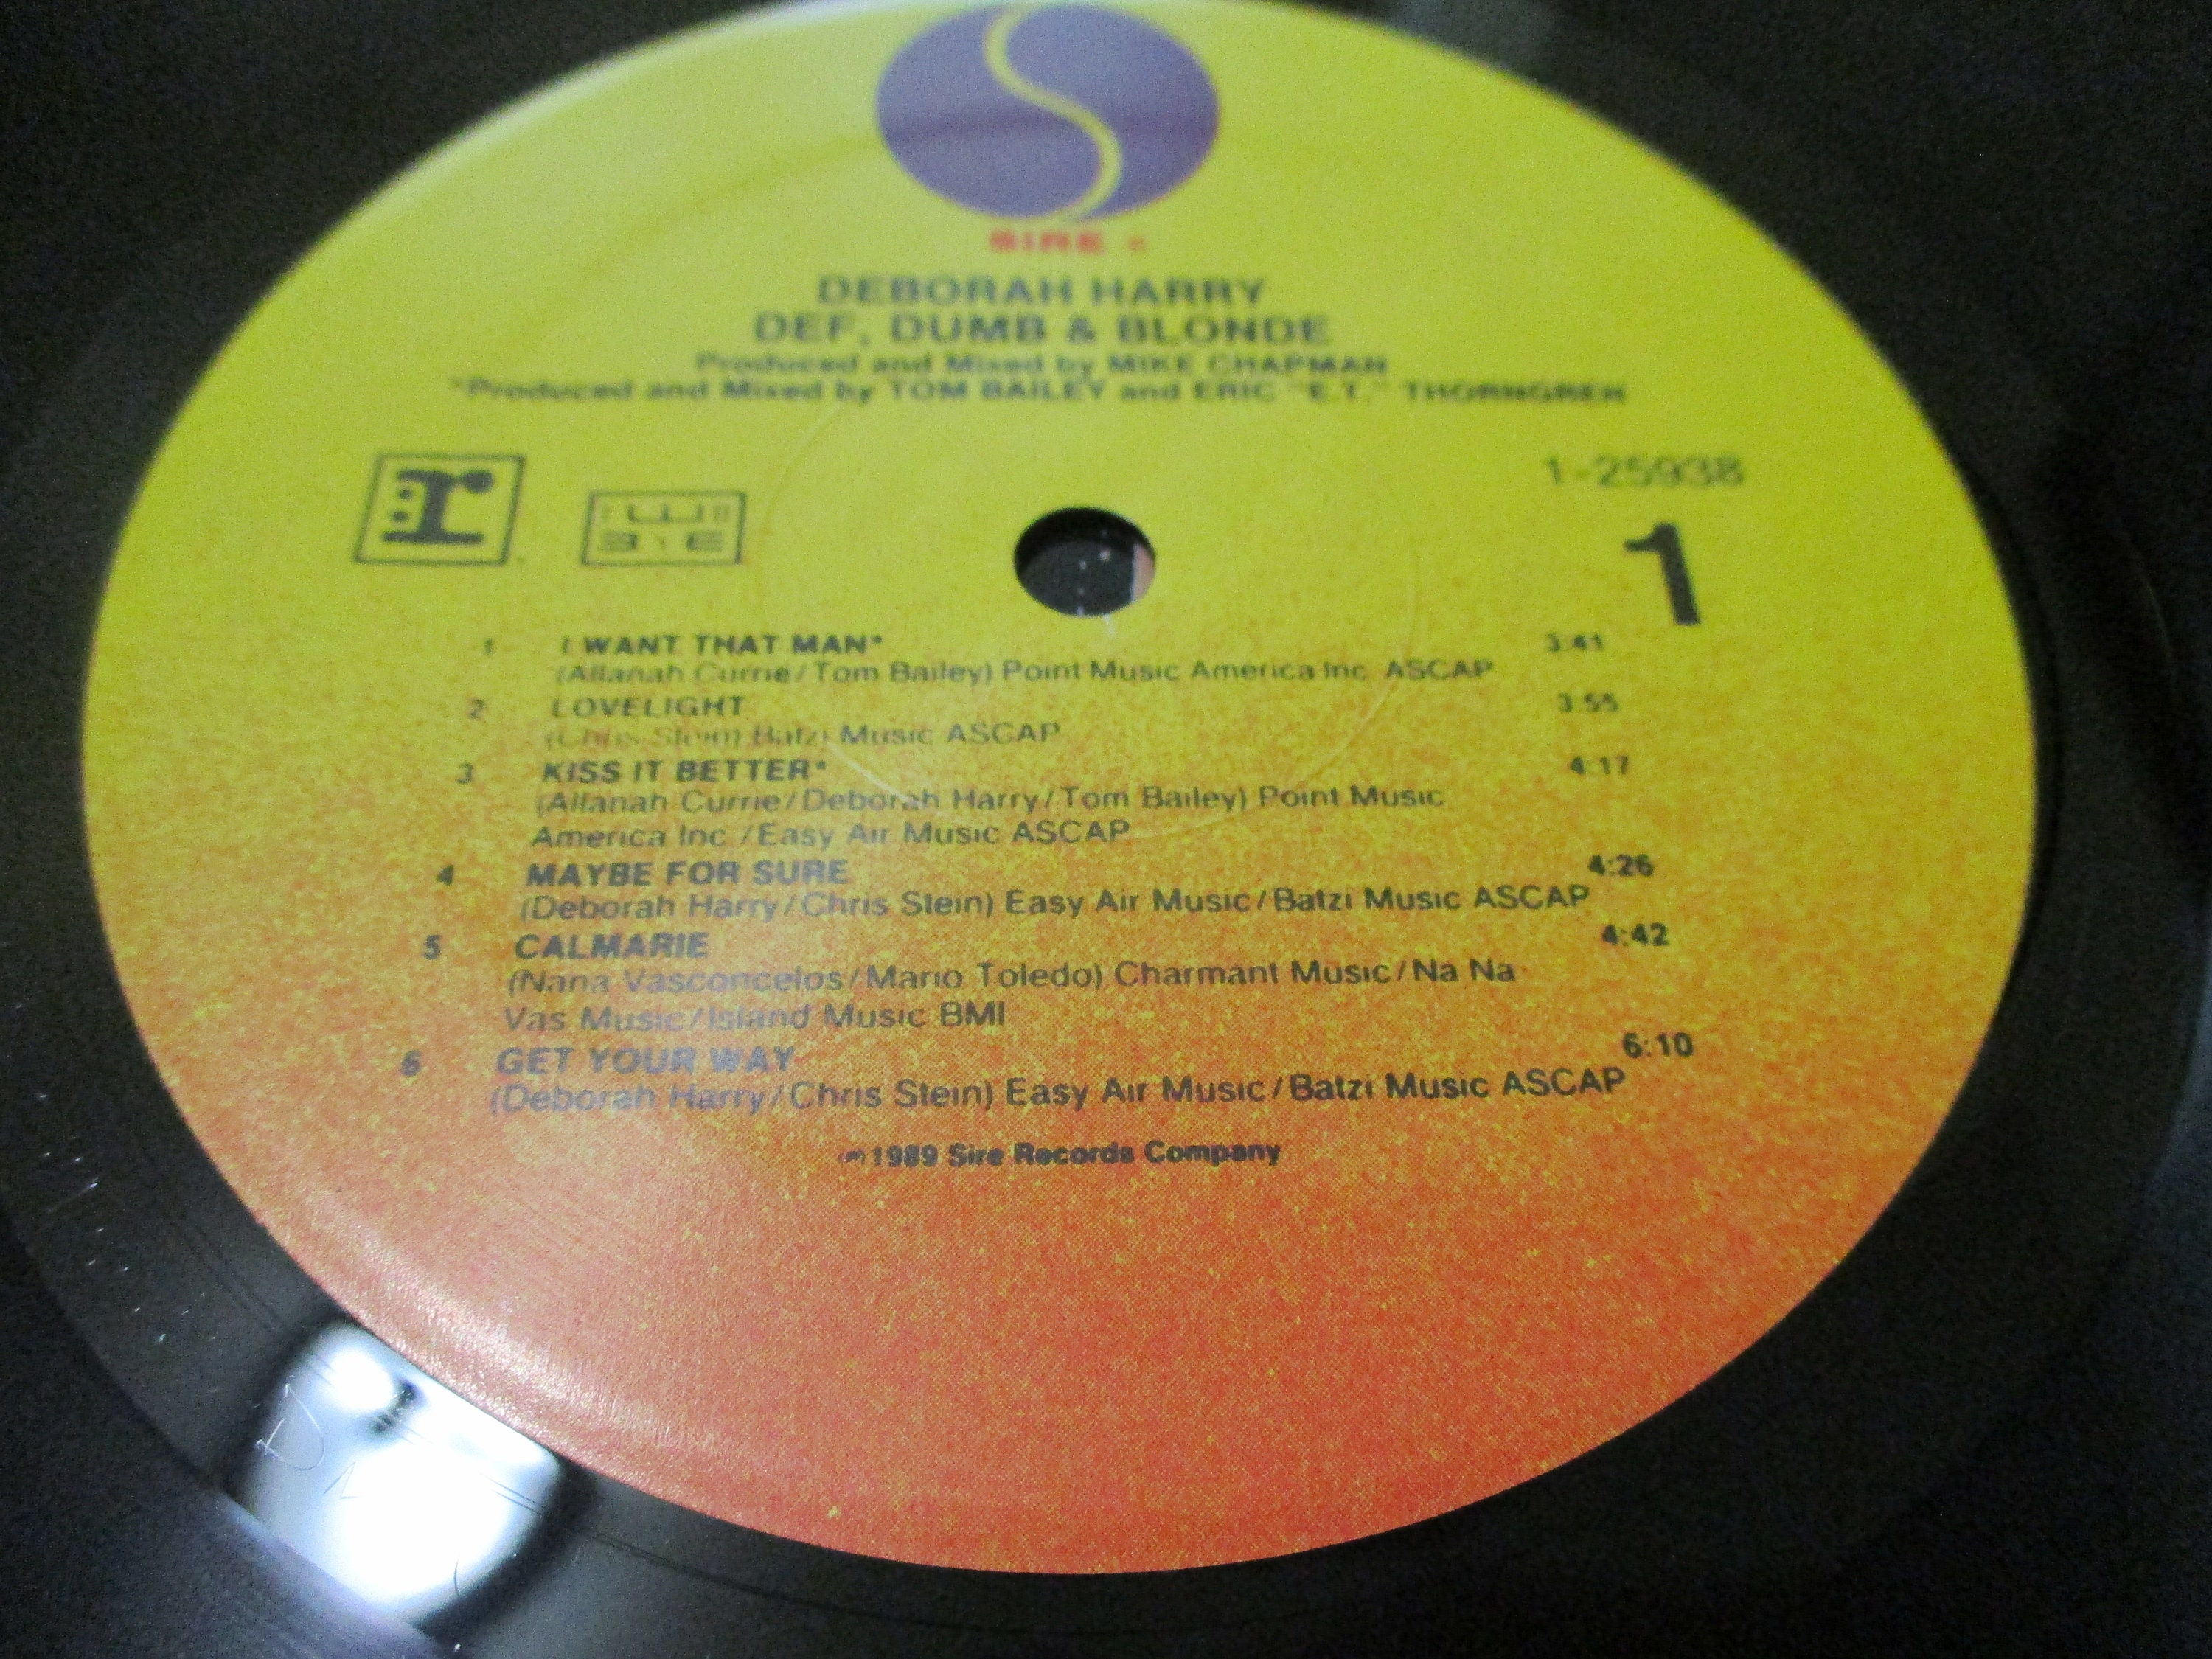 SIRE
DEBORAH HARRY
DEF, DUMB & BLONDE
Produced and Mixed by MIKE CHAPMAN
*Produced and Mixed by TOM BAILEY and ERIC "E.T." THORNGREN
r
1-25938
1
1 I WANT THAT MAN* 3:41
(Allanah Currie/Tom Bailey) Point Music America Inc. ASCAP
2 LOVELIGHT 3:55
(Chris Stein) Batzi Music ASCAP
3 KISS IT BETTER* 4:17
(Allanah Currie/Deborah Harry/Tom Bailey) Point Music
America Inc./Easy Air Music ASCAP
4 MAYBE FOR SURE 4:26
(Deborah Harry/Chris Stein) Easy Air Music/Batzi Music ASCAP
5 CALMARIE 4:42
(Nana Vasconcelos/Mario Toledo) Charmant Music/Na Na
Vas Music/Island Music BMI
6 GET YOUR WAY 6:10
(Deborah Harry/Chris Stein) Easy Air Music/Batzi Music ASCAP
℗1989 Sire Records Company